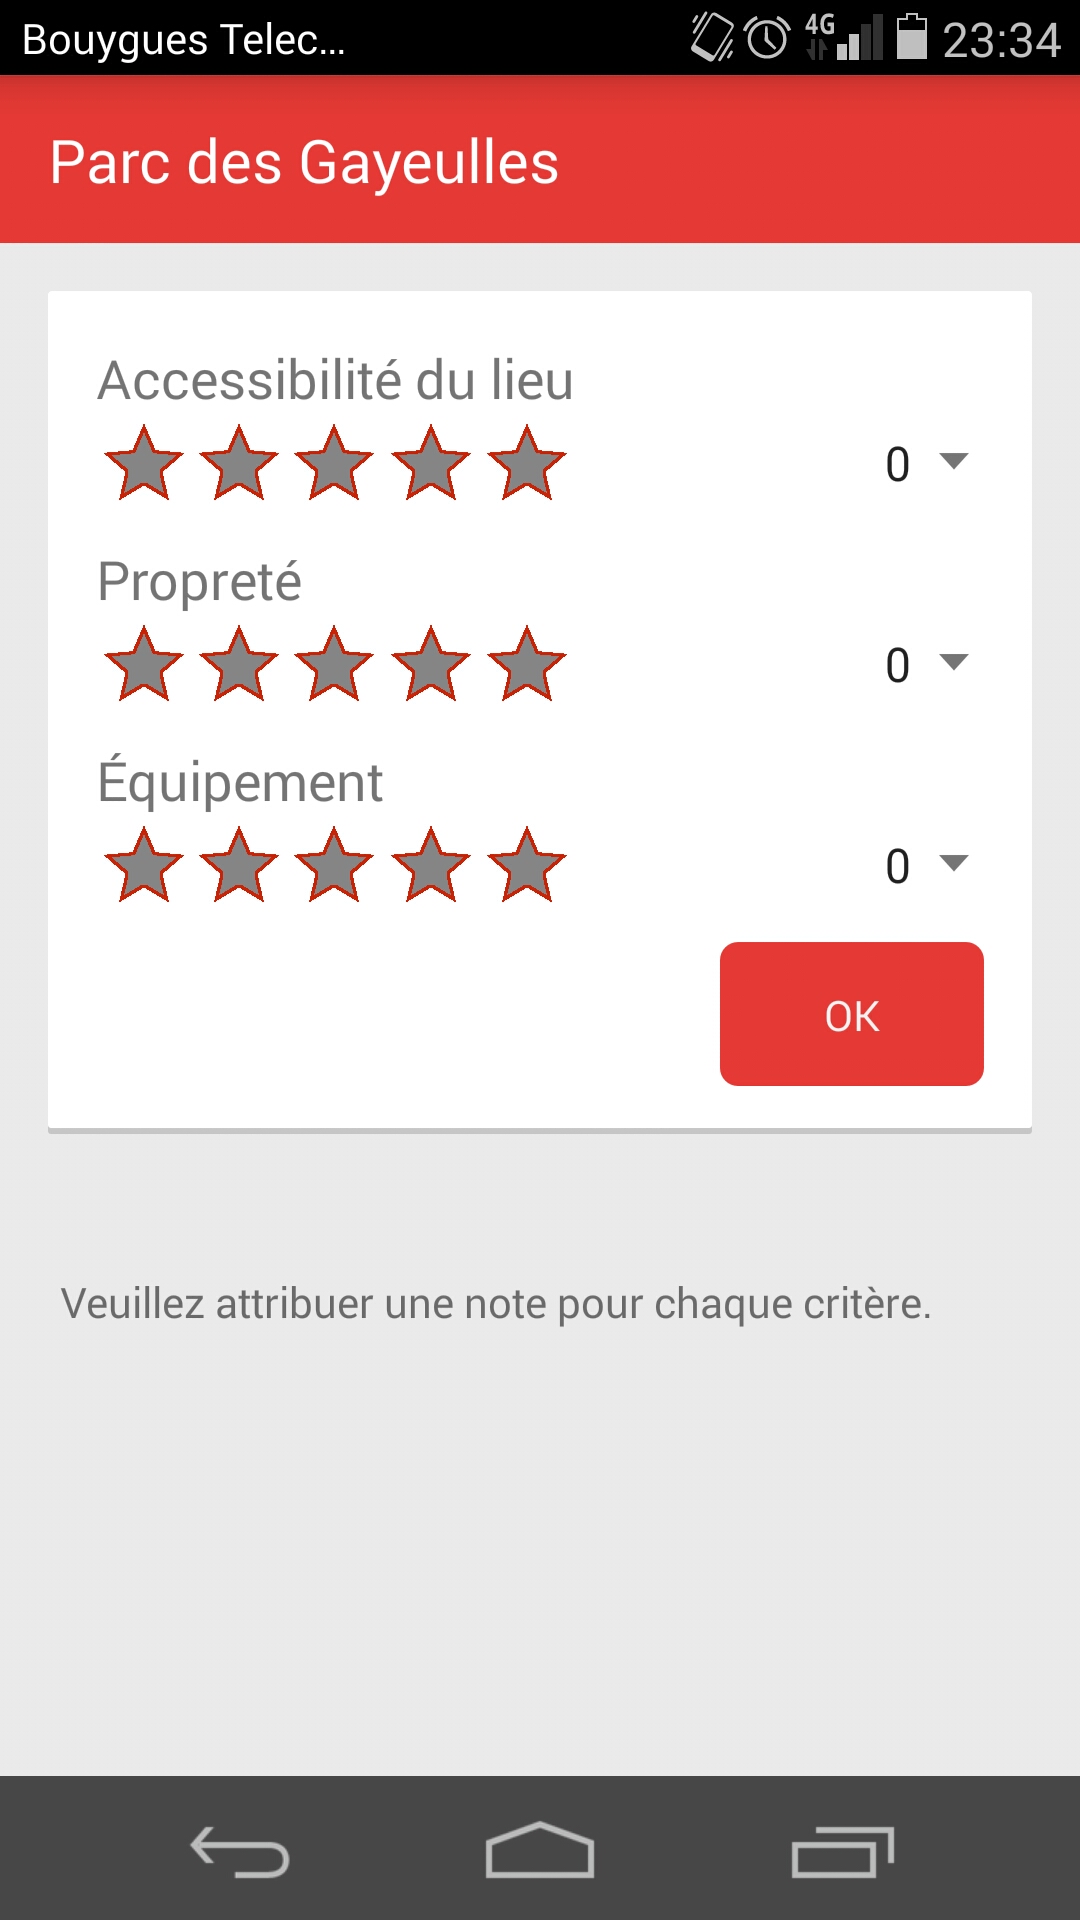 Bouygues Telec...
4G
23:34
Parc des Gayeulles
Accessibilité du lieu
0
Propreté
0
Équipement
0
OK
Veuillez attribuer une note pour chaque critère.